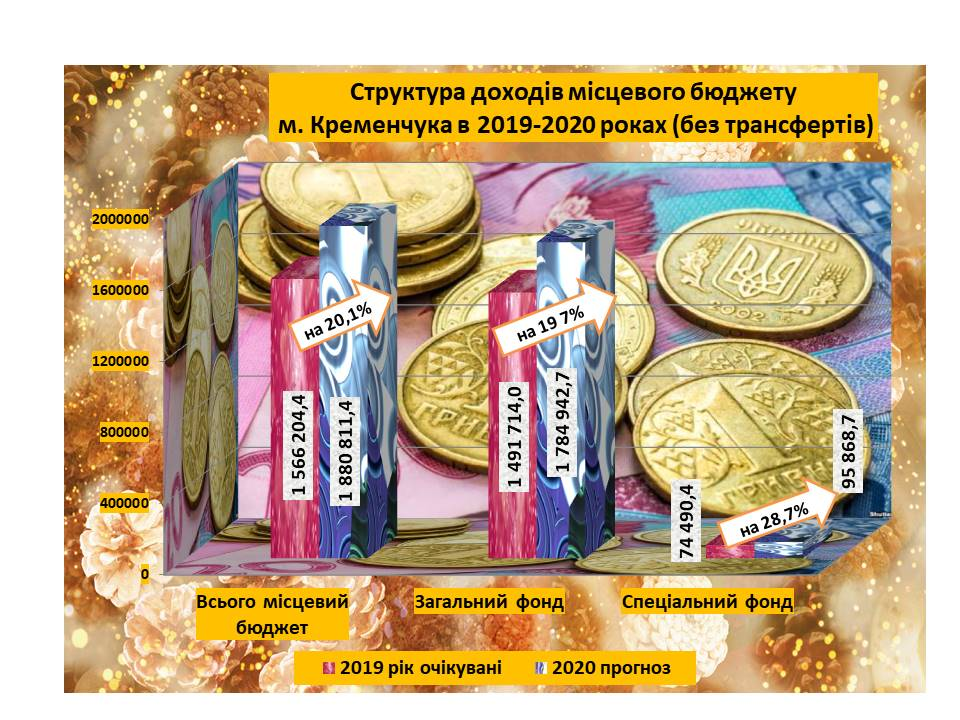 Структура доходів місцевого бюджету
м. Кременчука в 2019-2020 роках (без трансфертів)
2000000
1600000
1200000
800000
400000
0
на 20,1%
на 19 7%
на 28,7%
1 566 204,4
1 880 811,4
1 491 714,0
1 784 942,7
74 490,4
95 868,7
Всього місцевий
бюджет
Загальний фонд
Спеціальний фонд
2019 рік очікувані
2020 прогноз